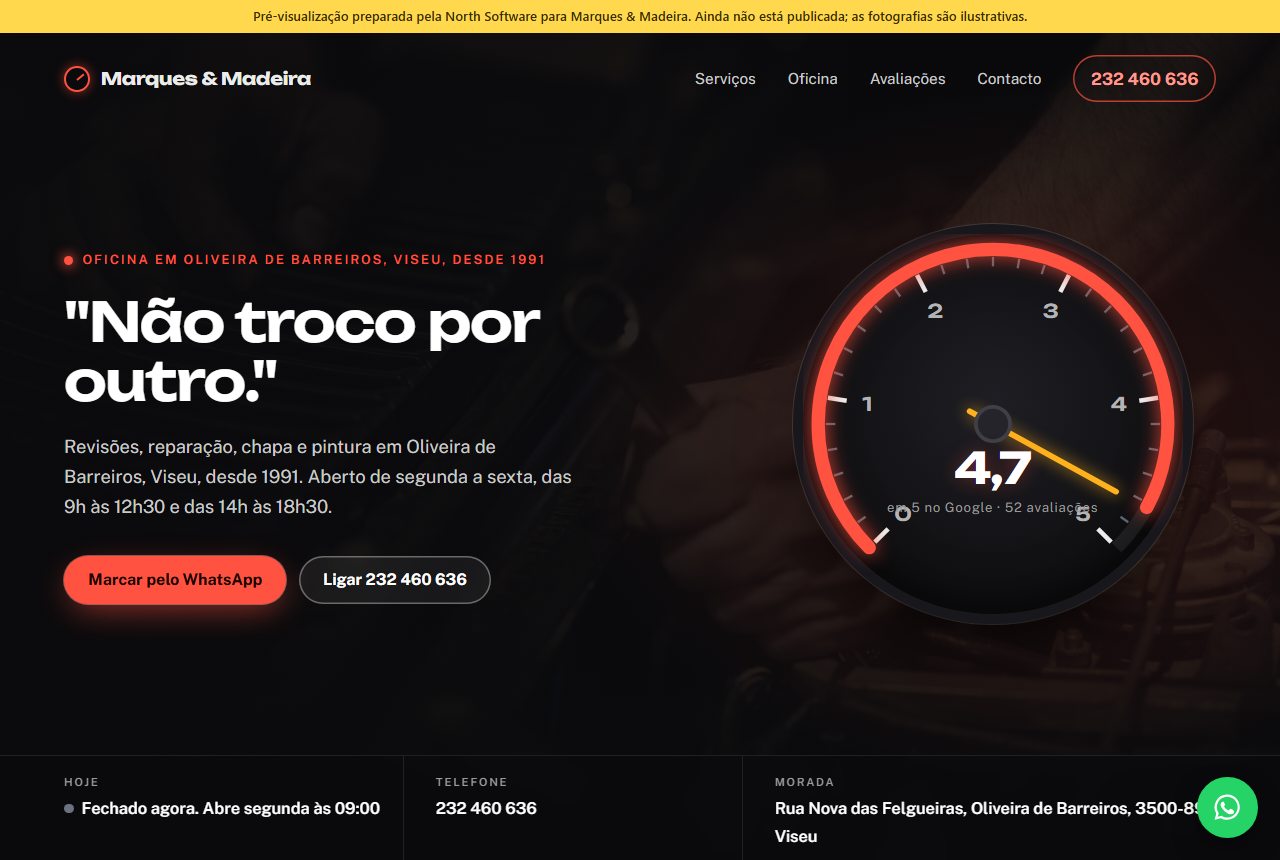 Pré-visualização preparada pela North Software para Marques & Madeira. Ainda não está publicada; as fotografias são ilustrativas.
Marques & Madeira
Serviços
Oficina
Avaliações
Contacto
232 460 636
OFICINA EM OLIVEIRA DE BARREIROS, VISEU, DESDE 1991
"Não troco por
outro."
Revisões, reparação, chapa e pintura em Oliveira de
Barreiros, Viseu, desde 1991. Aberto de segunda a sexta, das
9h às 12h30 e das 14h às 18h30.
Marcar pelo WhatsApp
Ligar 232 460 636
2
3
1
4
4,7
em 5 no Google · 52 avaliações
0
5
HOJE
Fechado agora. Abre segunda às 09:00
TELEFONE
232 460 636
MORADA
Rua Nova das Felgueiras, Oliveira de Barreiros,
Viseu